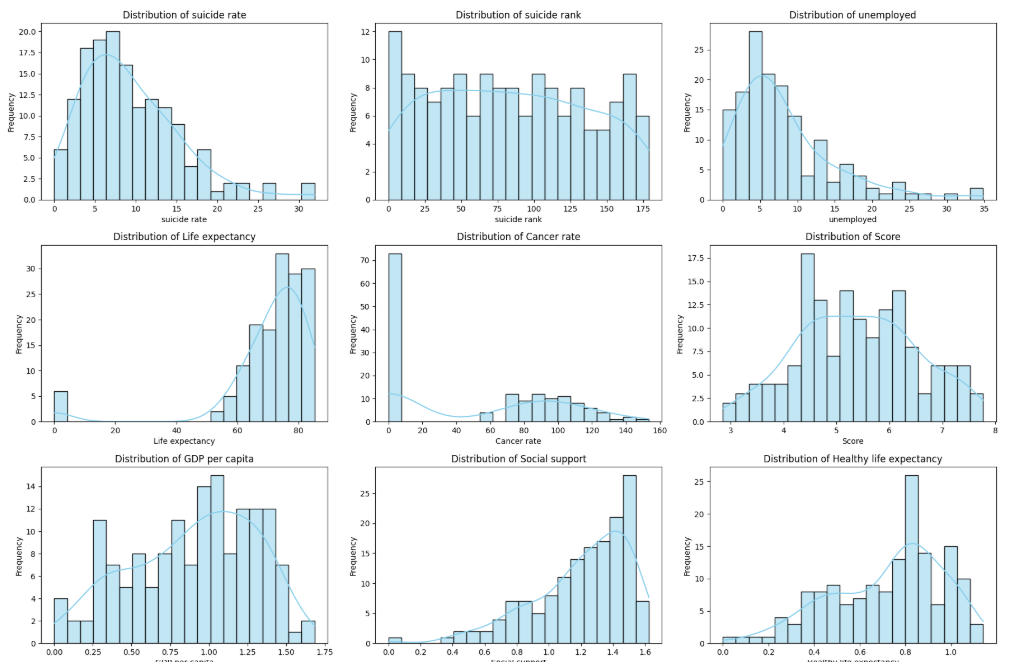 Distribution of suicide rate
Frequency
20.0
17.5
15.0
12.5
10.0
7.5
5.0
2.5
0.0
0 5 10 15 20 25 30
suicide rate
Distribution of suicide rank
Frequency
12
10
8
6
4
2
0
0 25 50 75 100 125 150 175
suicide rank
Distribution of unemployed
Frequency
25
20
15
10
5
0
0 5 10 15 20 25 30 35
unemployed
Distribution of Life expectancy
Frequency
30
25
20
15
10
5
0
0 20 40 60 80
Life expectancy
Distribution of Cancer rate
Frequency
70
60
50
40
30
20
10
0
0 20 40 60 80 100 120 140 160
Cancer rate
Distribution of Score
Frequency
17.5
15.0
12.5
10.0
7.5
5.0
2.5
0.0
3 4 5 6 7 8
Score
Distribution of GDP per capita
Frequency
14
12
10
8
6
4
2
0
0.00 0.25 0.50 0.75 1.00 1.25 1.50 1.75
GDP per capita
Distribution of Social support
Frequency
25
20
15
10
5
0
0.0 0.2 0.4 0.6 0.8 1.0 1.2 1.4 1.6
Social support
Distribution of Healthy life expectancy
Frequency
25
20
15
10
5
0
0.0 0.2 0.4 0.6 0.8 1.0
Healthy life expectancy